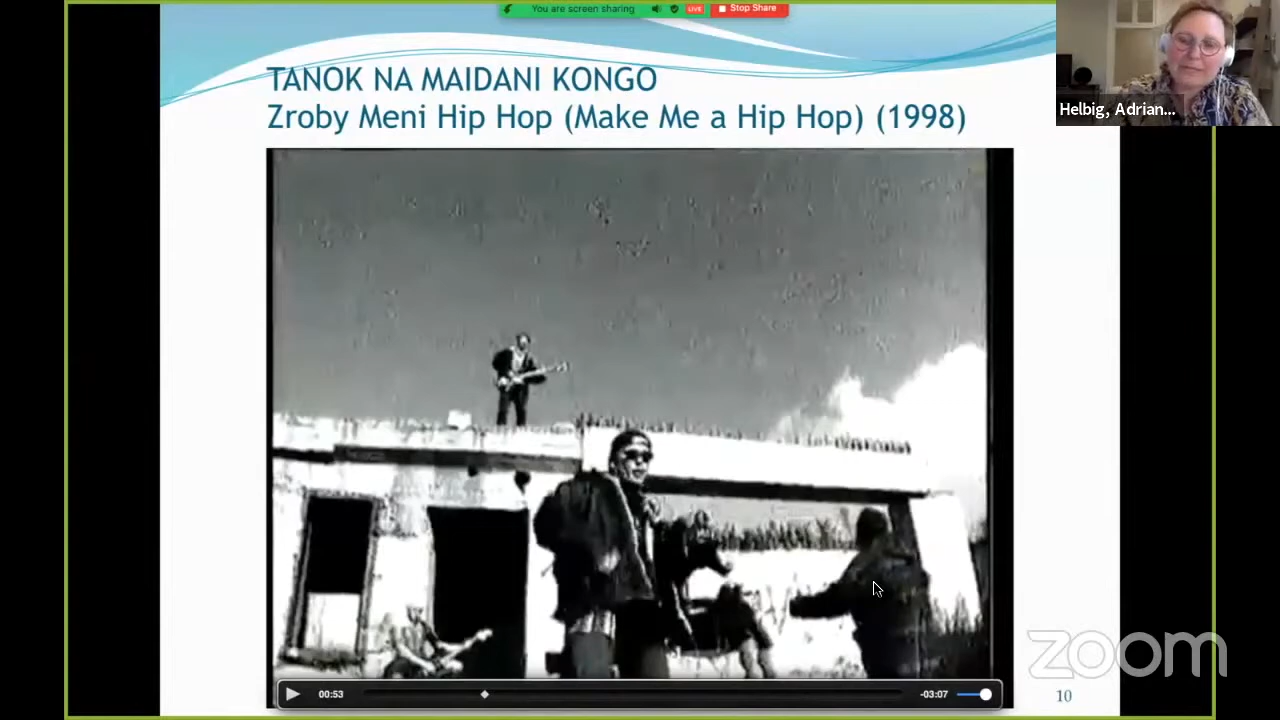 You are screen sharing
LIVE
Stop Share
TANOK NA MAIDANI KONGO
Zroby Meni Hip Hop (Make Me a Hip Hop) (1998)
Helbig, Adrian...
00:53
-03:07
zoom
10